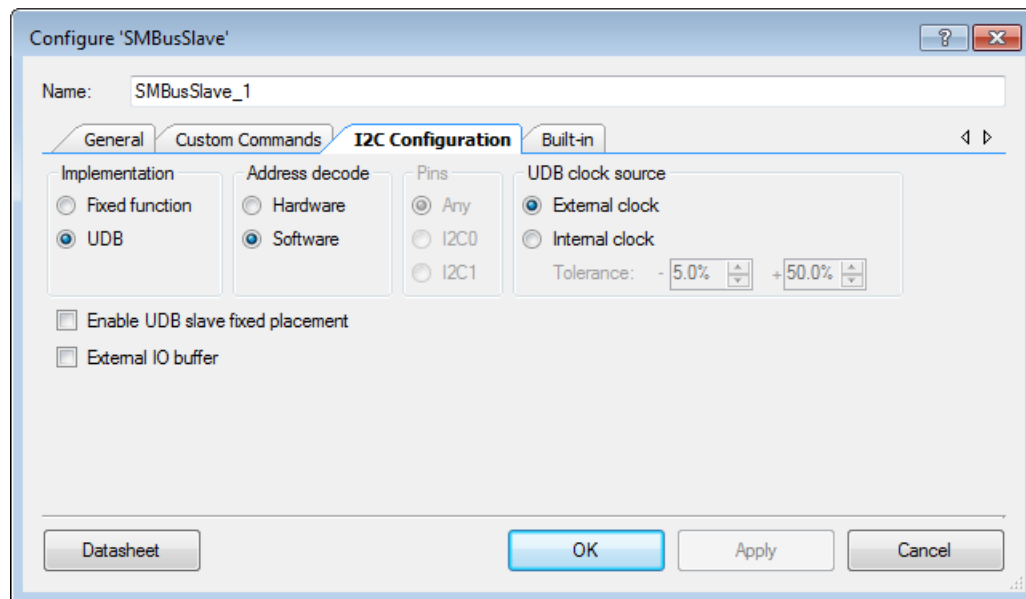 Configure 'SMBusSlave'
Name: SMBusSlave_1
General Custom Commands I2C Configuration Built-in
Implementation Address decode Pins UDB clock source
Fixed function Hardware Any External clock
UDB Software I2C0 Internal clock
I2C1 Tolerance: - 5.0% + 50.0%
Enable UDB slave fixed placement
External IO buffer
Datasheet OK Apply Cancel